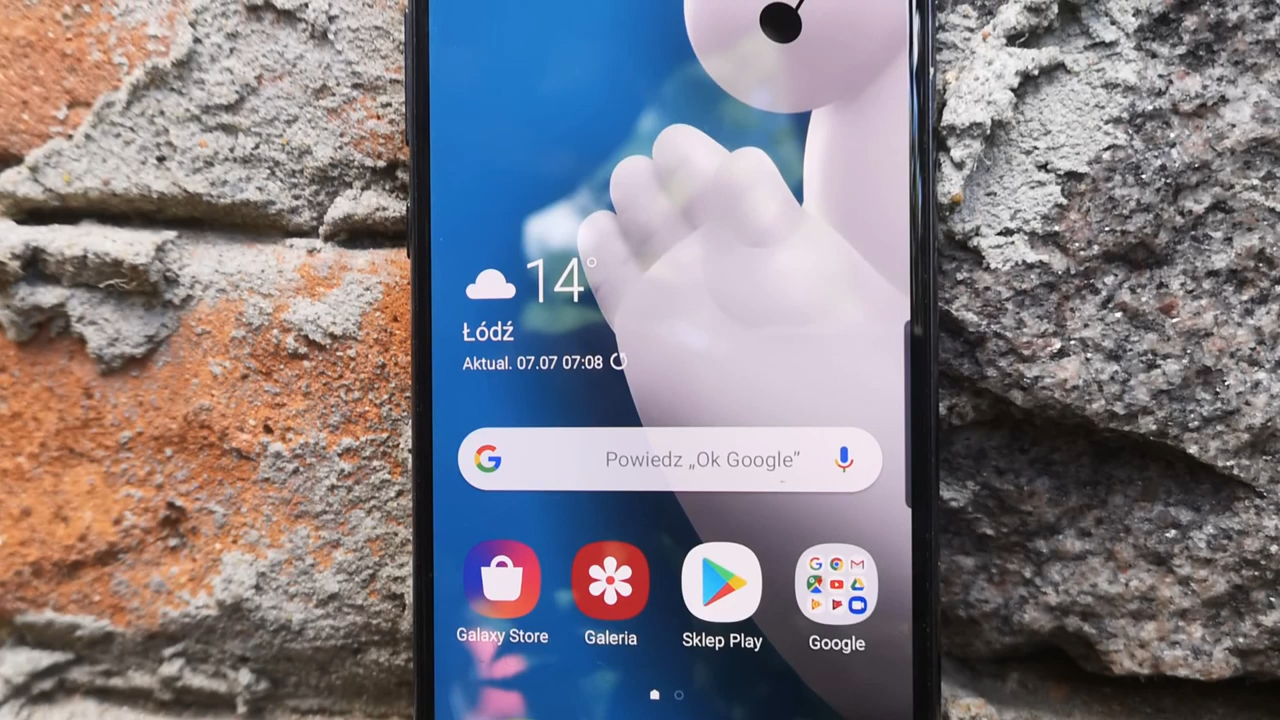 14°
Łódź
Aktual. 07.07 07:08
Powiedz „Ok Google”
Galaxy Store
Galeria
Sklep Play
Google